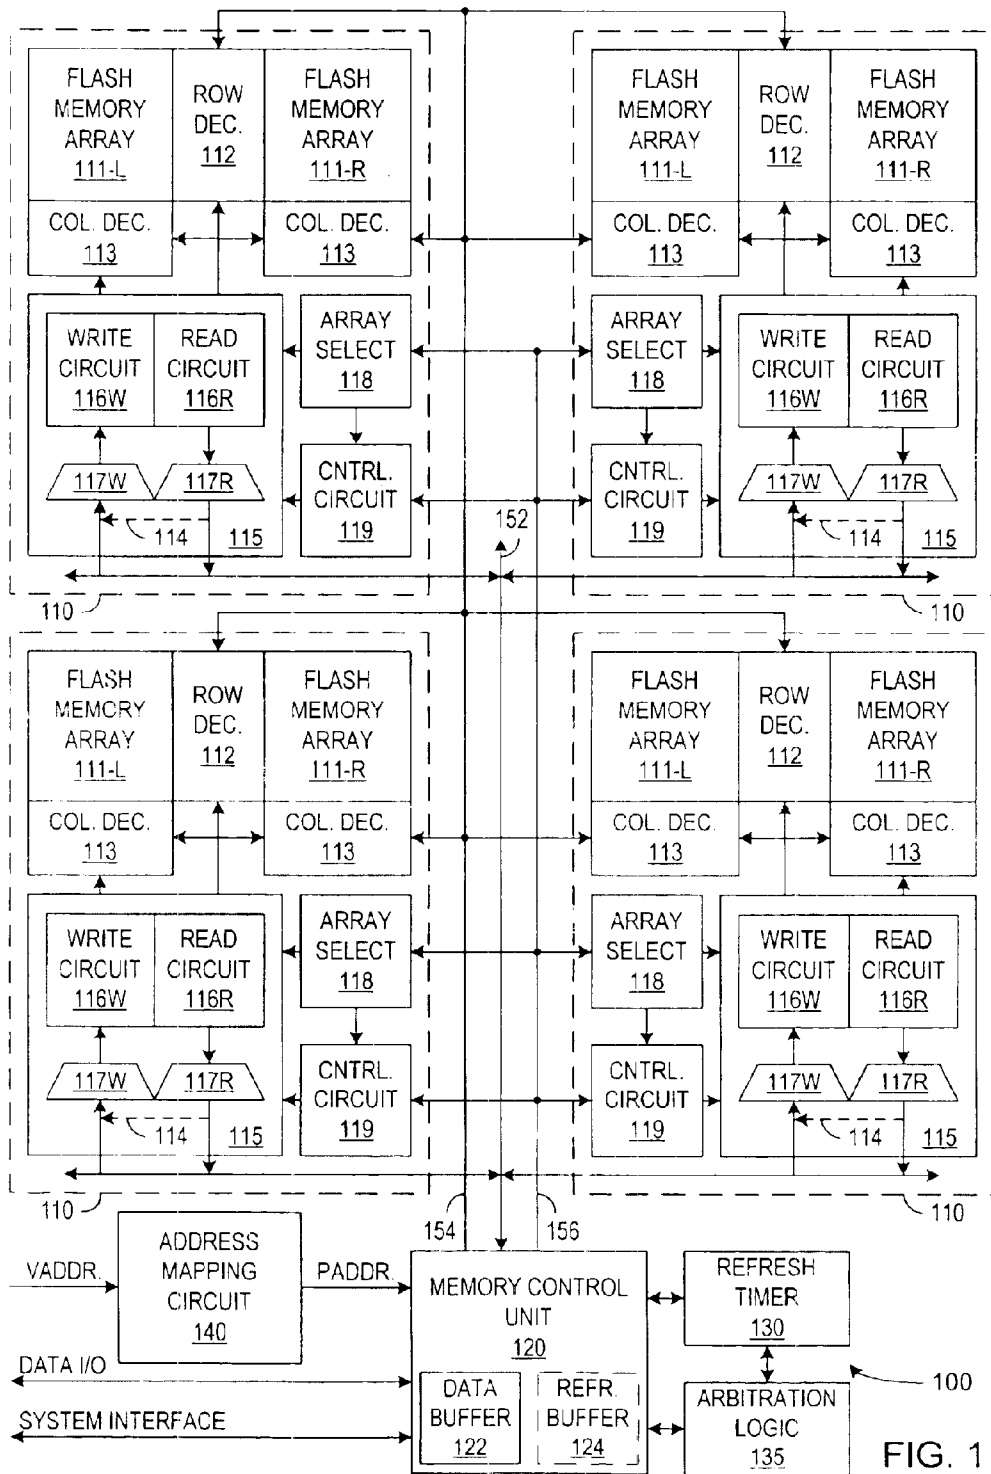 FLASH
MEMORY
ARRAY
111-L
ROW
DEC.
112
FLASH
MEMORY
ARRAY
111-R
COL. DEC.
113
COL. DEC.
113
WRITE
CIRCUIT
116W
READ
CIRCUIT
116R
ARRAY
SELECT
118
117W
117R
CNTRL.
CIRCUIT
119
114
115
110
FLASH
MEMORY
ARRAY
111-L
ROW
DEC.
112
FLASH
MEMORY
ARRAY
111-R
COL. DEC.
113
COL. DEC.
113
ARRAY
SELECT
118
WRITE
CIRCUIT
116W
READ
CIRCUIT
116R
CNTRL.
CIRCUIT
119
117W
117R
114
115
152
110
FLASH
MEMORY
ARRAY
111-L
ROW
DEC.
112
FLASH
MEMORY
ARRAY
111-R
COL. DEC.
113
COL. DEC.
113
WRITE
CIRCUIT
116W
READ
CIRCUIT
116R
ARRAY
SELECT
118
117W
117R
CNTRL.
CIRCUIT
119
114
115
110
FLASH
MEMORY
ARRAY
111-L
ROW
DEC.
112
FLASH
MEMORY
ARRAY
111-R
COL. DEC.
113
COL. DEC.
113
ARRAY
SELECT
118
WRITE
CIRCUIT
116W
READ
CIRCUIT
116R
CNTRL.
CIRCUIT
119
117W
117R
114
115
110
154
156
VADDR.
ADDRESS
MAPPING
CIRCUIT
140
PADDR.
MEMORY CONTROL
UNIT
120
DATA
BUFFER
122
REFR.
BUFFER
124
REFRESH
TIMER
130
DATA I/O
SYSTEM INTERFACE
100
ARBITRATION
LOGIC
135
FIG. 1